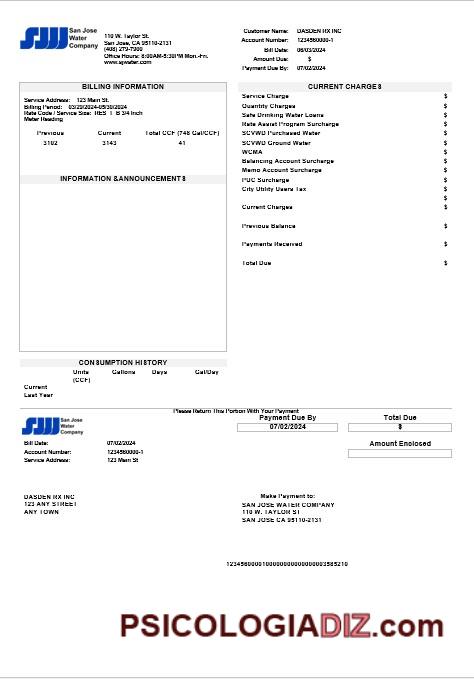 San Jose
Water
Company
110 W. Taylor St.
San Jose, CA 95110-2131
(408) 279-7900
Office Hours: 8:00AM-5:30PM Mon.-Fri.
www.sjwater.com
Customer Name: DASDEN RX INC
Account Number: 1234560000-1
Bill Date: 06/03/2024
Amount Due: $
Payment Due By: 07/02/2024
BILLING INFORMATION
Service Address: 123 Main St.
Billing Period: 03/29/2024-05/30/2024
Rate Code / Service Size: RES 1 B 3/4 Inch
Meter Reading
Previous Current Total CCF (748 Gal/CCF)
3102 3143 41
INFORMATION & ANNOUNCEMENTS
CURRENT CHARGES
Service Charge $
Quantity Charges $
Safe Drinking Water Loans $
Rate Assist Program Surcharge $
SCVWD Purchased Water $
SCVWD Ground Water $
WCMA $
Balancing Account Surcharge $
Memo Account Surcharge $
PUC Surcharge $
City Utility Users Tax $
$
Current Charges $
Previous Balance $
Payments Received $
Total Due $
CONSUMPTION HISTORY
Units Gallons Days Gal/Day
(CCF)
Current
Last Year
Please Return This Portion With Your Payment
San Jose
Water
Company
Payment Due By Total Due
07/02/2024 $
Amount Enclosed
Bill Date: 07/02/2024
Account Number: 1234560000-1
Service Address: 123 Main St
DASDEN RX INC
123 ANY STREET
ANY TOWN
Make Payment to:
SAN JOSE WATER COMPANY
110 W. TAYLOR ST
SAN JOSE CA 95110-2131
PSICOLOGIADIZ.com